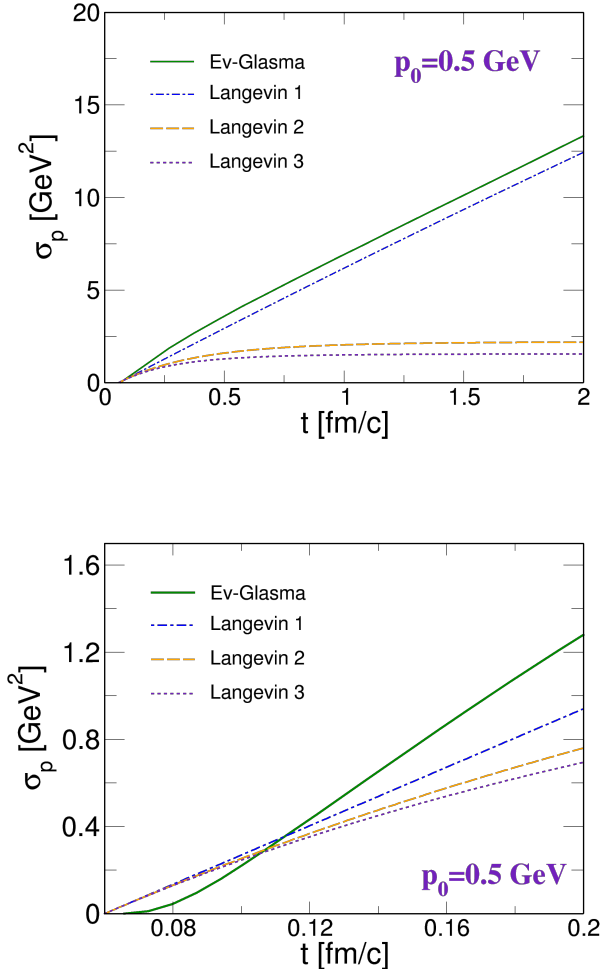 20
p0=0.5 GeV
Ev-Glasma
15
Langevin 1
Langevin 2
Langevin 3
σp [GeV2]
10
5
0
0 0.5 1 1.5 2
t [fm/c]
1.6
Ev-Glasma
Langevin 1
1.2
Langevin 2
Langevin 3
σp [GeV2]
0.8
0.4
p0=0.5 GeV
0
0.08 0.12 0.16 0.2
t [fm/c]